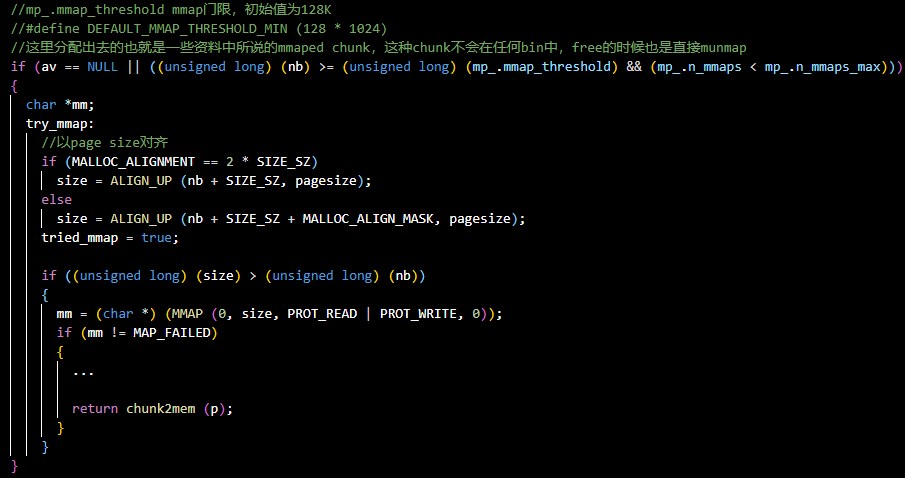 //mp_.mmap_threshold mmap门限，初始值为128K
//#define DEFAULT_MMAP_THRESHOLD_MIN (128 * 1024)
//这里分配出去的也就是一些资料中所说的mmaped chunk，这种chunk不会在任何bin中，free的时候也是直接munmap
if (av == NULL || ((unsigned long) (nb) >= (unsigned long) (mp_.mmap_threshold) && (mp_.n_mmaps < mp_.n_mmaps_max)))
{
char *mm;
try_mmap:
//以page size对齐
if (MALLOC_ALIGNMENT == 2 * SIZE_SZ)
size = ALIGN_UP (nb + SIZE_SZ, pagesize);
else
size = ALIGN_UP (nb + SIZE_SZ + MALLOC_ALIGN_MASK, pagesize);
tried_mmap = true;
if ((unsigned long) (size) > (unsigned long) (nb))
{
mm = (char *) (MMAP (0, size, PROT_READ | PROT_WRITE, 0));
if (mm != MAP_FAILED)
{
...
return chunk2mem (p);
}
}
}